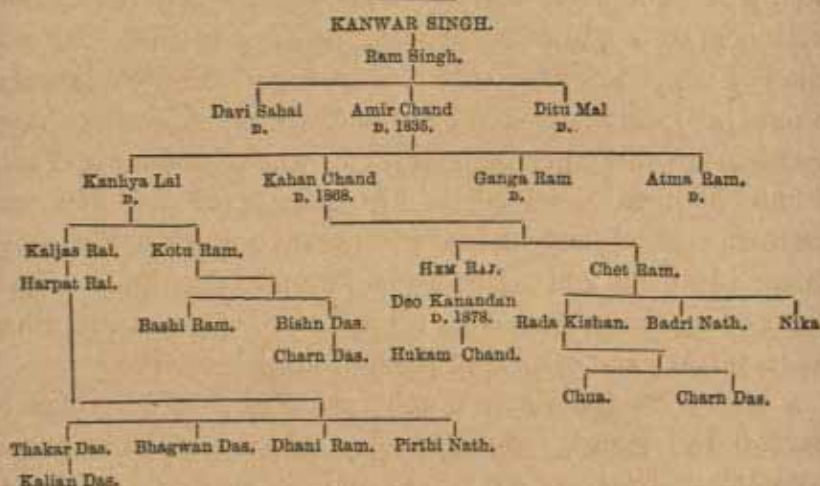 KANWAR SINGH.
Ram Singh.
Davi Sahai Amir Chand Ditu Mal
D. D. 1835. D.
Kanhya Lal Kahan Chand Ganga Ram Atma Ram.
D. D. 1868. D. D.
Kaljas Rai. Kotu Ram.
HEM RAJ. Chet Ram.
Harpat Rai.
Deo Kanandan
D. 1878.
Bashi Ram. Bishn Das. Rada Kishan. Badri Nath. Nika
Charn Das. Hukam Chand.
Chua. Charn Das.
Thakar Das. Bhagwan Das. Dhani Ram. Pirthi Nath.
Kalian Das.